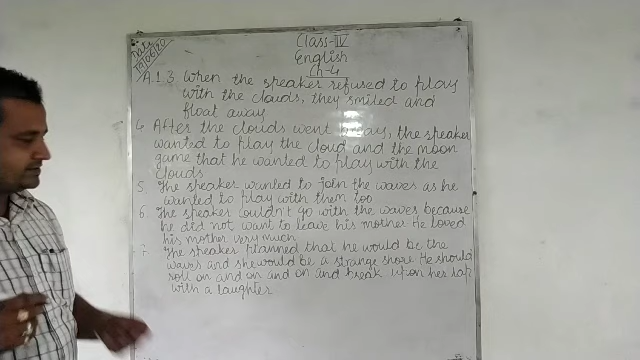 Date
19/06/20
Class-IV
English
Ch-4
A.1.3. When the speaker refused to play
with the clouds, they smiled and
float away
4. After the clouds went away, the speaker
wanted to play the cloud and the moon
game that he wanted to play with the
clouds
5. The speaker wanted to join the waves as he
wanted to play with them too
6. The speaker couldn't go with the waves because
he did not want to leave his mother. He loved
his mother very much
7. The speaker planned that he would be the
waves and she would be a strange shore. He should
roll on and on and on and break upon her lap
with a laughter